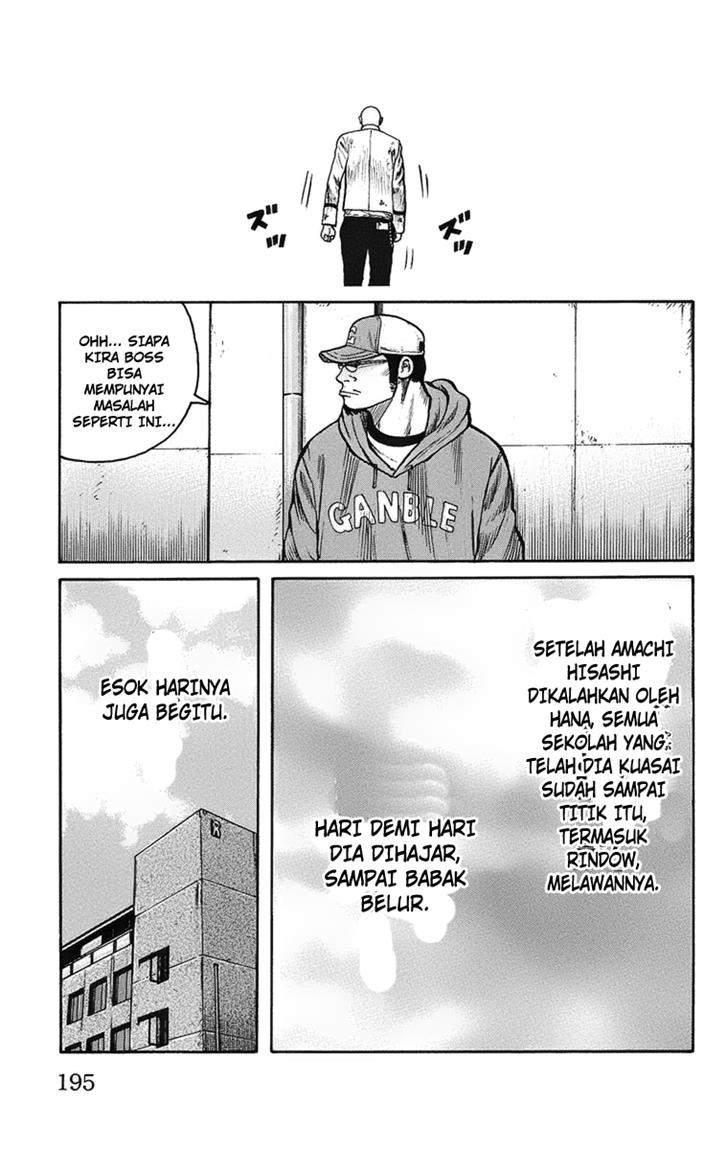 ズッ
ズッ
OHH... SIAPA
KIRA BOSS
BISA
MEMPUNYAI
MASALAH
SEPERTI INI...
GANBLE
SETELAH AMACHI
HISASHI
DIKALAHKAN OLEH
HANA, SEMUA
SEKOLAH YANG
TELAH DIA KUASAI
SUDAH SAMPAI
TITIK ITU,
TERMASUK
RINDOW,
MELAWANNYA.
HARI DEMI HARI
DIA DIHAJAR,
SAMPAI BABAK
BELUR.
ESOK HARINYA
JUGA BEGITU.
R
195